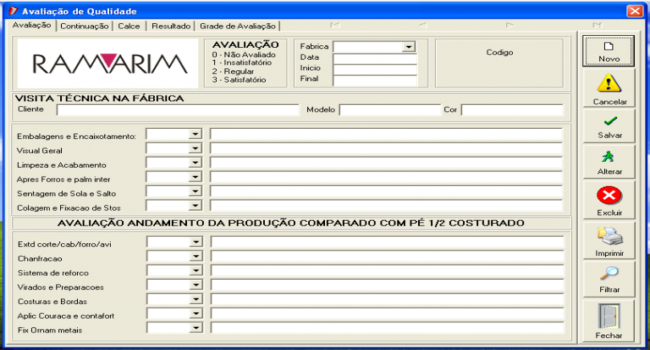 Avaliação de Qualidade
Avaliação Continuação Calce Resultado Grade de Avaliação
RAMARIM
AVALIAÇÃO
0 - Não Avaliado
1 - Insatisfatório
2 - Regular
3 - Satisfatório
Fabrica
Data
Inicio
Final
Codigo
VISITA TÉCNICA NA FÁBRICA
Cliente Modelo Cor
Embalagens e Encaixotamento:
Visual Geral
Limpeza e Acabamento
Apres Forros e palm inter
Sentagem de Sola e Salto
Colagem e Fixacao de Stos
AVALIAÇÃO ANDAMENTO DA PRODUÇÃO COMPARADO COM PÉ 1/2 COSTURADO
Extd corte/cab/forro/avi
Chanfracao
Sistema de reforco
Virados e Preparacoes
Costuras e Bordas
Aplic Couraca e contafort
Fix Ornam metais
Novo
Cancelar
Salvar
Alterar
Excluir
Imprimir
Filtrar
Fechar